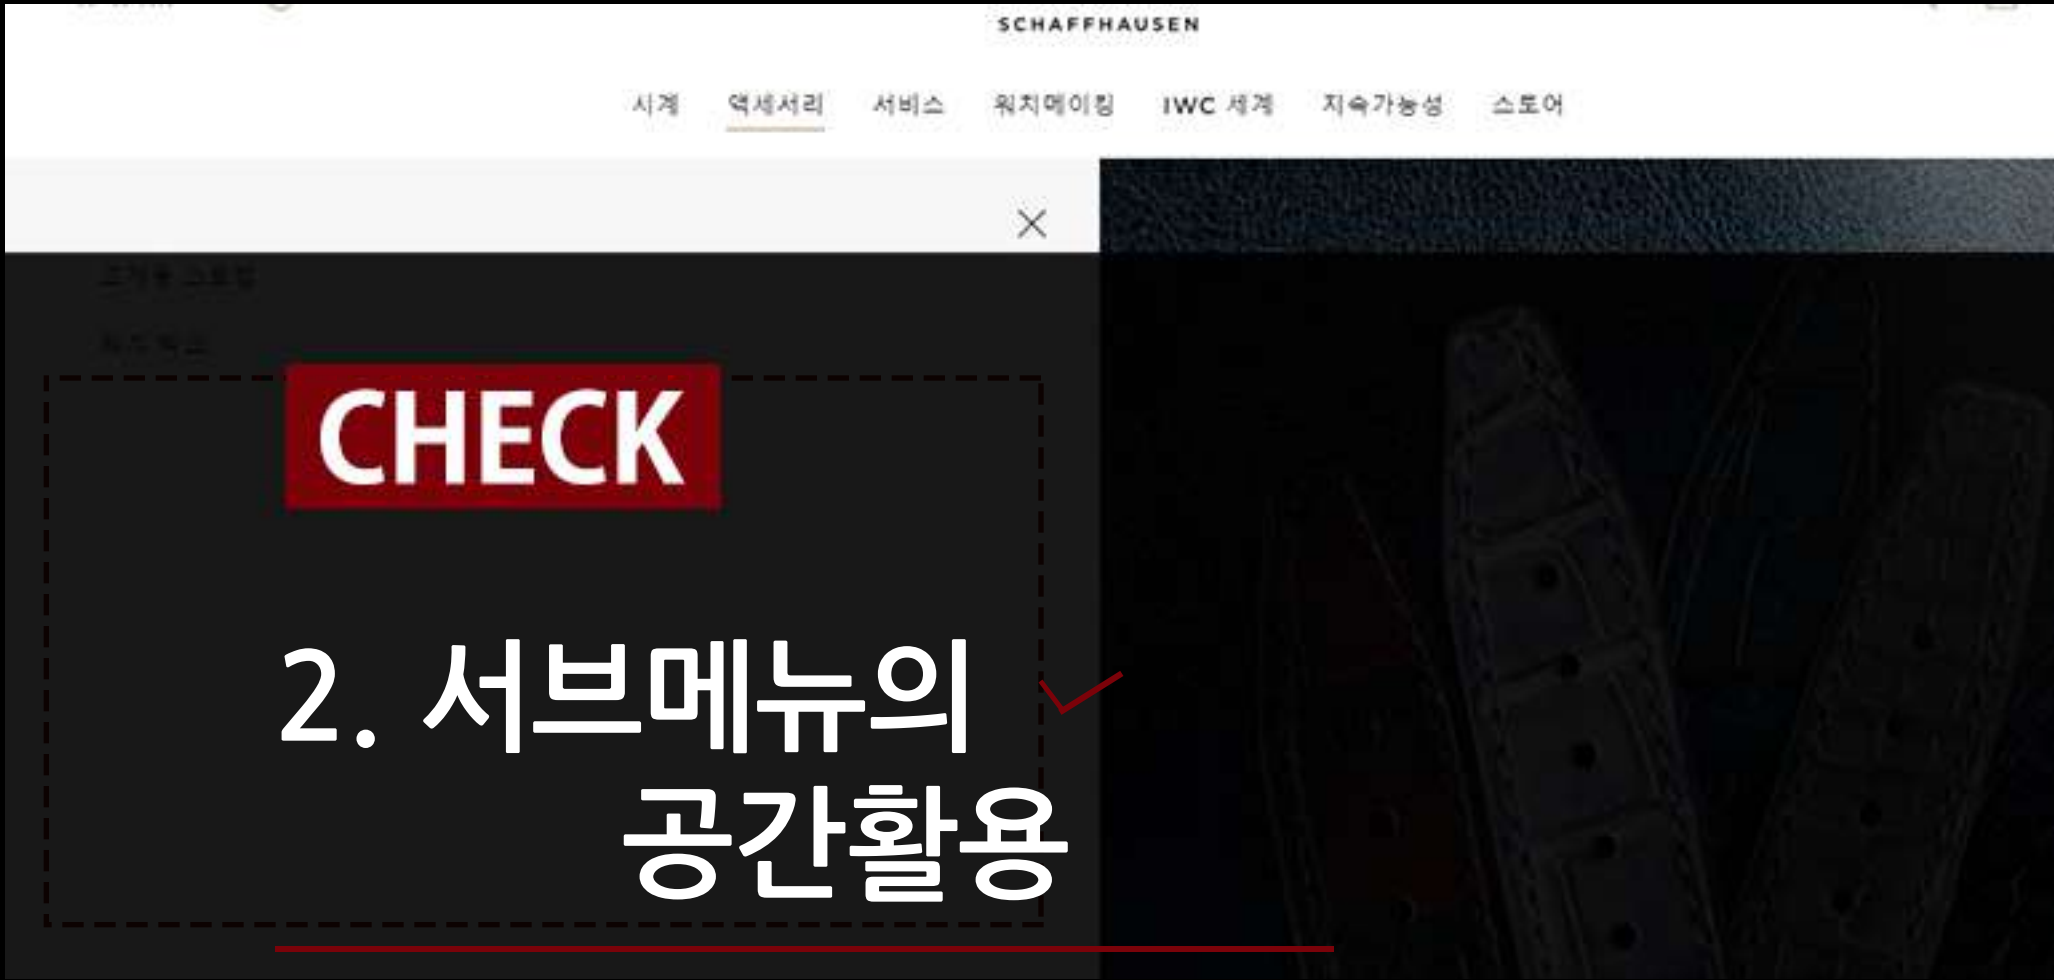 SCHAFFHAUSEN
시계 액세서리 서비스 워치메이킹 IWC 세계 지속가능성 스토어
CHECK
2. 서브메뉴의
공간활용